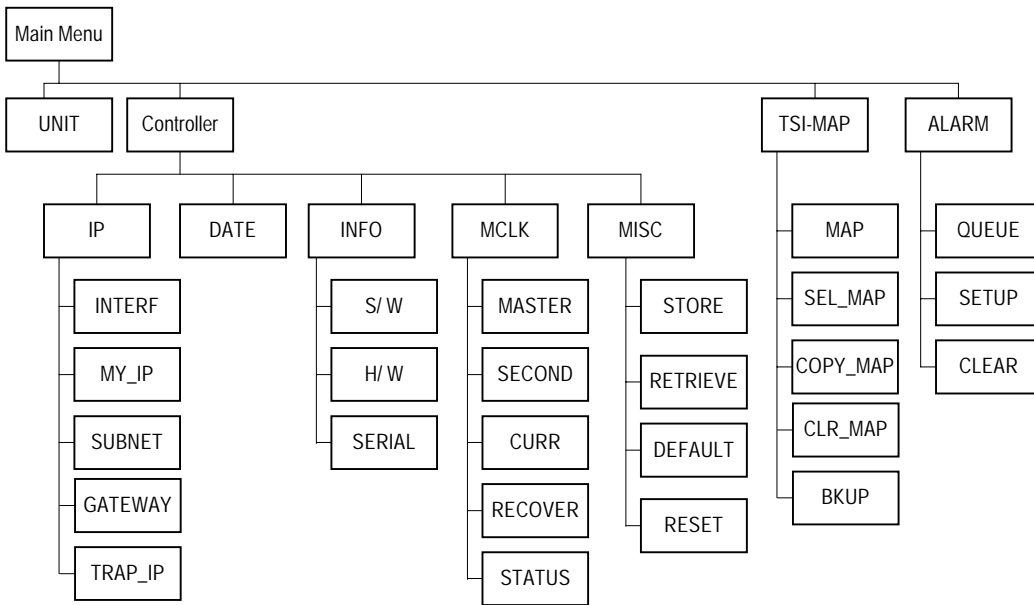 Main Menu
UNIT
Controller
TSI-MAP
ALARM
IP
DATE
INFO
MCLK
MISC
INTERF
MY_IP
SUBNET
GATEWAY
TRAP_IP
S/ W
H/ W
SERIAL
MASTER
SECOND
CURR
RECOVER
STATUS
STORE
RETRIEVE
DEFAULT
RESET
MAP
SEL_MAP
COPY_MAP
CLR_MAP
BKUP
QUEUE
SETUP
CLEAR